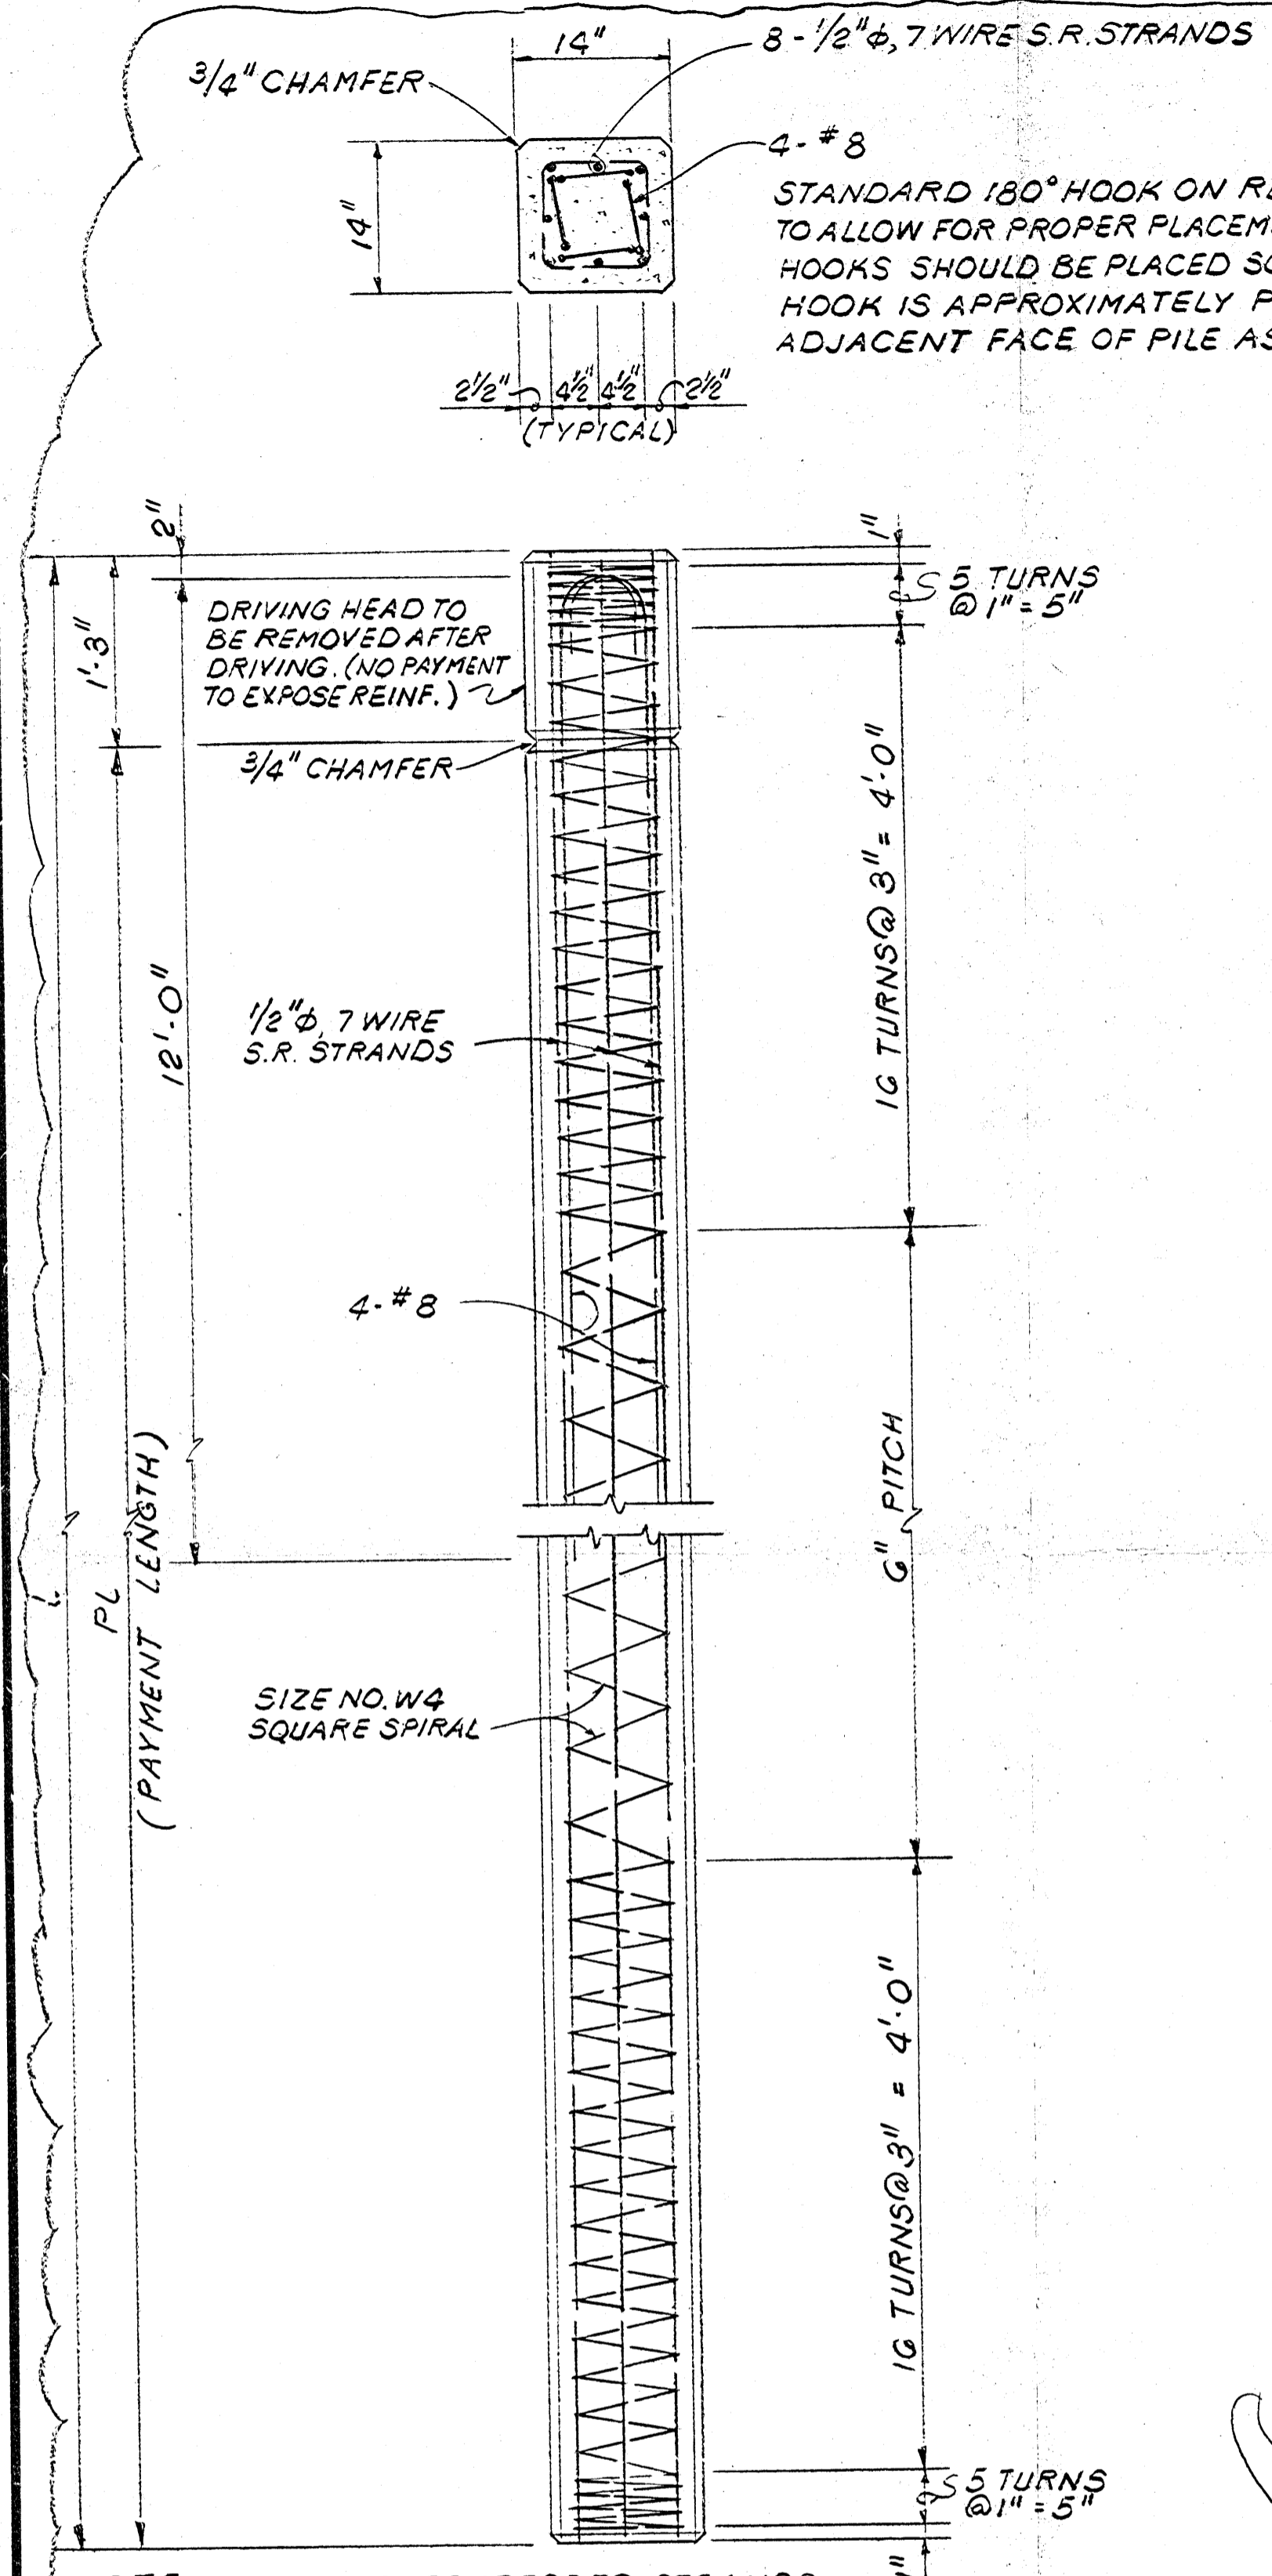 14"
8-1/2"ϕ, 7 WIRE S.R. STRANDS
3/4" CHAMFER
4-#8
14"
STANDARD 180° HOOK ON
TO ALLOW FOR PROPER
HOOKS SHOULD BE PLACED
HOOK IS APPROXIMATELY
ADJACENT FACE OF PILE
2 1/2" 4 1/2" 4 1/2" 2 1/2"
(TYPICAL)
2"
1"
5 TURNS
@ 1" = 5"
DRIVING HEAD TO
BE REMOVED AFTER
DRIVING. (NO PAYMENT
TO EXPOSE REINF.)
1'-3"
3/4" CHAMFER
16 TURNS @ 3" = 4'-0"
12'-0"
1/2"ϕ, 7 WIRE
S.R. STRANDS
4-#8
6" PITCH
PL
(PAYMENT LENGTH)
SIZE NO. W4
SQUARE SPIRAL
16 TURNS @ 3" = 4'-0"
5 TURNS
@ 1" = 5"